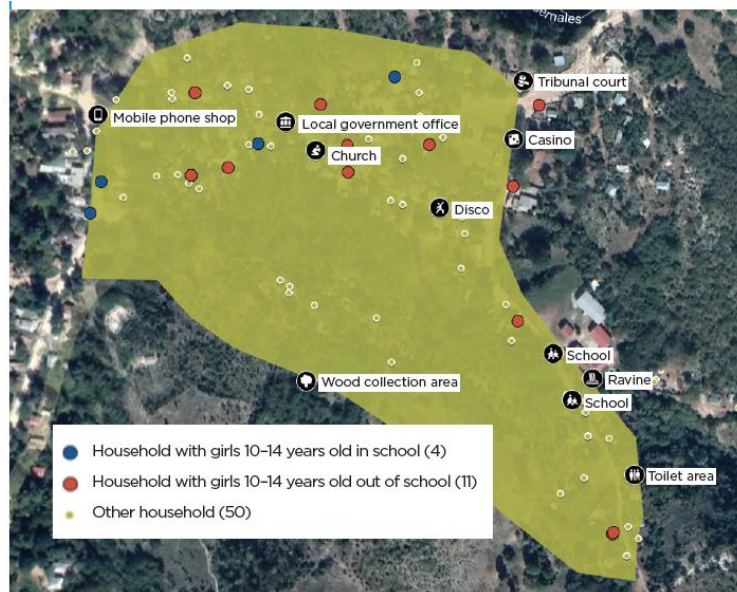 Tribunal court
Mobile phone shop
Local government office
Casino
Church
Disco
School
Ravine
Wood collection area
School
Toilet area
Household with girls 10–14 years old in school (4)
Household with girls 10–14 years old out of school (11)
Other household (50)